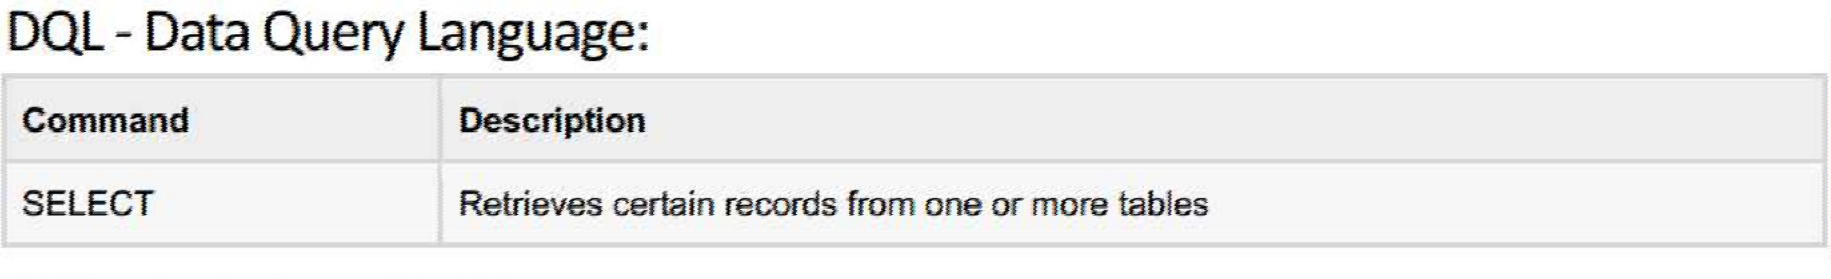 DQL - Data Query Language:
Command Description
SELECT Retrieves certain records from one or more tables